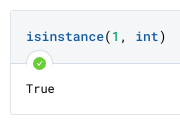 isinstance(1, int)
True